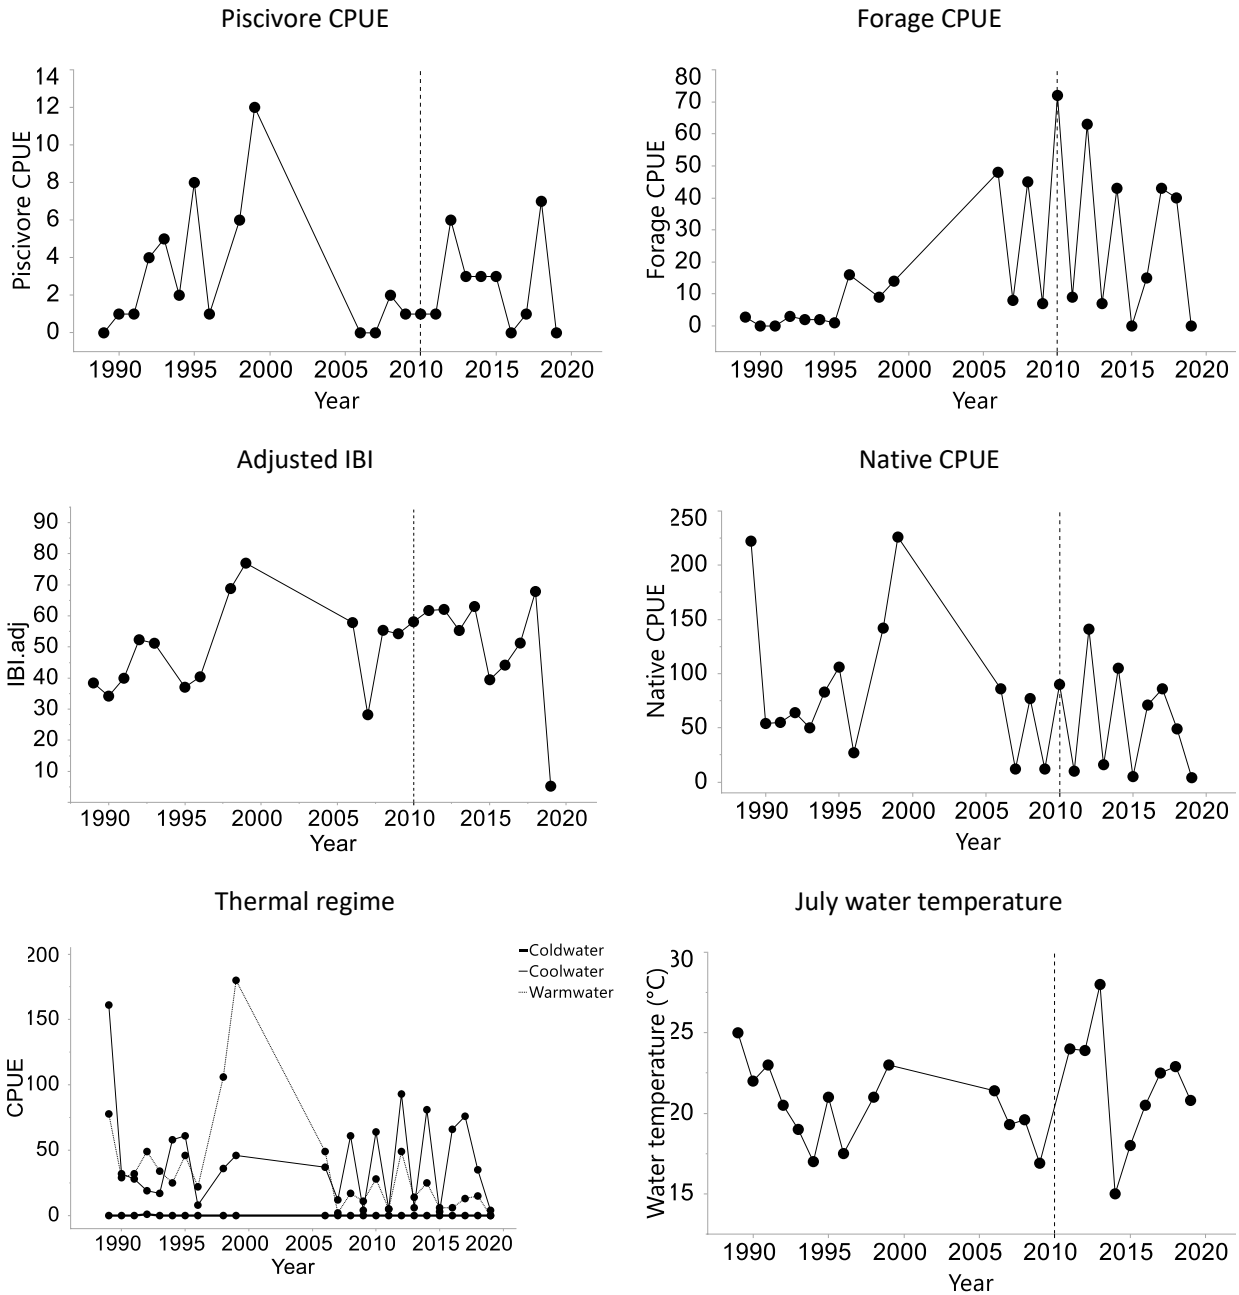 Piscivore CPUE
14
12
10
8
6
4
2
0
Piscivore CPUE
1990 1995 2000 2005 2010 2015 2020
Year
Forage CPUE
80
70
60
50
40
30
20
10
0
Forage CPUE
1990 1995 2000 2005 2010 2015 2020
Year
Adjusted IBI
90
80
70
60
50
40
30
20
10
IBI.adj
1990 1995 2000 2005 2010 2015 2020
Year
Native CPUE
250
200
150
100
50
0
Native CPUE
1990 1995 2000 2005 2010 2015 2020
Year
Thermal regime
200
150
100
50
0
CPUE
Coldwater
Coolwater
Warmwater
1990 1995 2000 2005 2010 2015 2020
Year
July water temperature
30
25
20
15
Water temperature (°C)
1990 1995 2000 2005 2010 2015 2020
Year